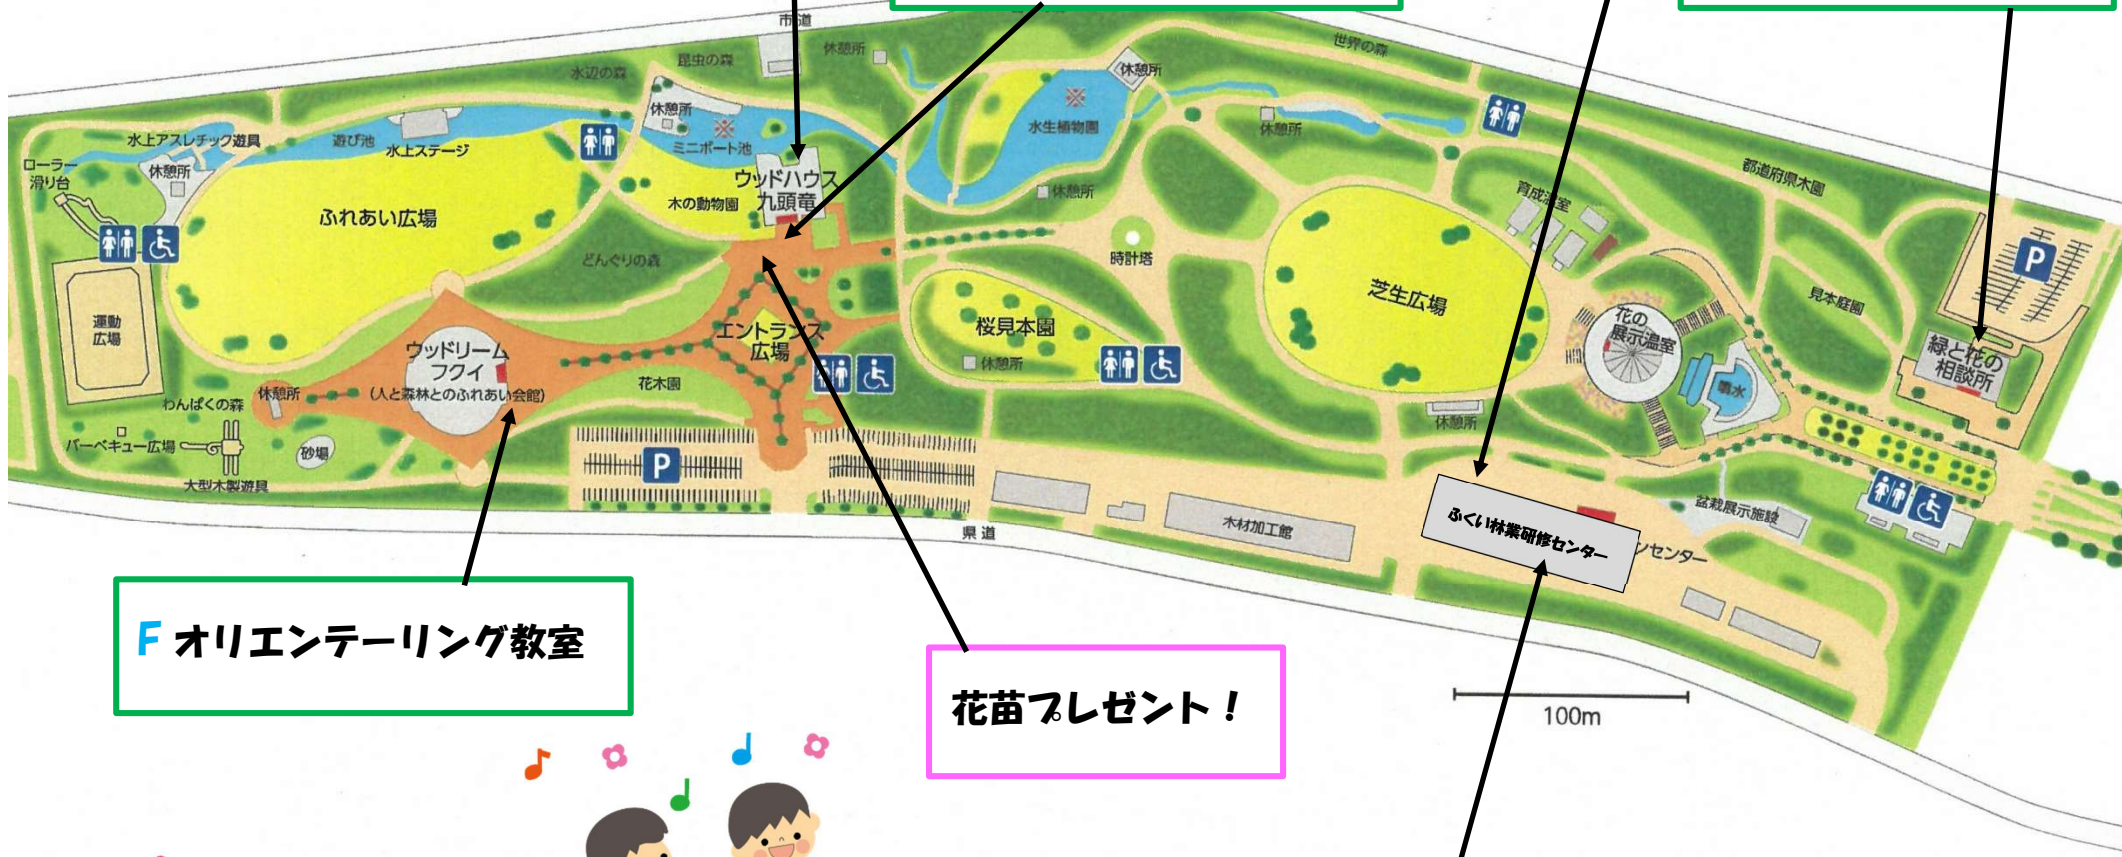 市道
世界の森
休憩所
昆虫の森
水辺の森
休憩所
休憩所
水上アスレチック遊具
遊び池
水上ステージ
ミニボート池
水生植物園
休憩所
ローラー
滑り台
休憩所
ウッドハウス
九頭竜
休憩所
都道府県木園
育成温室
ふれあい広場
木の動物園
どんぐりの森
時計塔
P
芝生広場
見本庭園
運動
広場
エントランス
広場
桜見本園
休憩所
花の
展示温室
緑と花の
相談所
ウッドリーム
フクイ
(人と森林とのふれあい会館)
花木園
噴水
休憩所
わんぱくの森
休憩所
バーベキュー広場
砂場
P
大型木製遊具
木材加工館
ふくい林業研修センター
ンセンター
盆栽展示施設
県道
F オリエンテーリング教室
花苗プレゼント！
100m